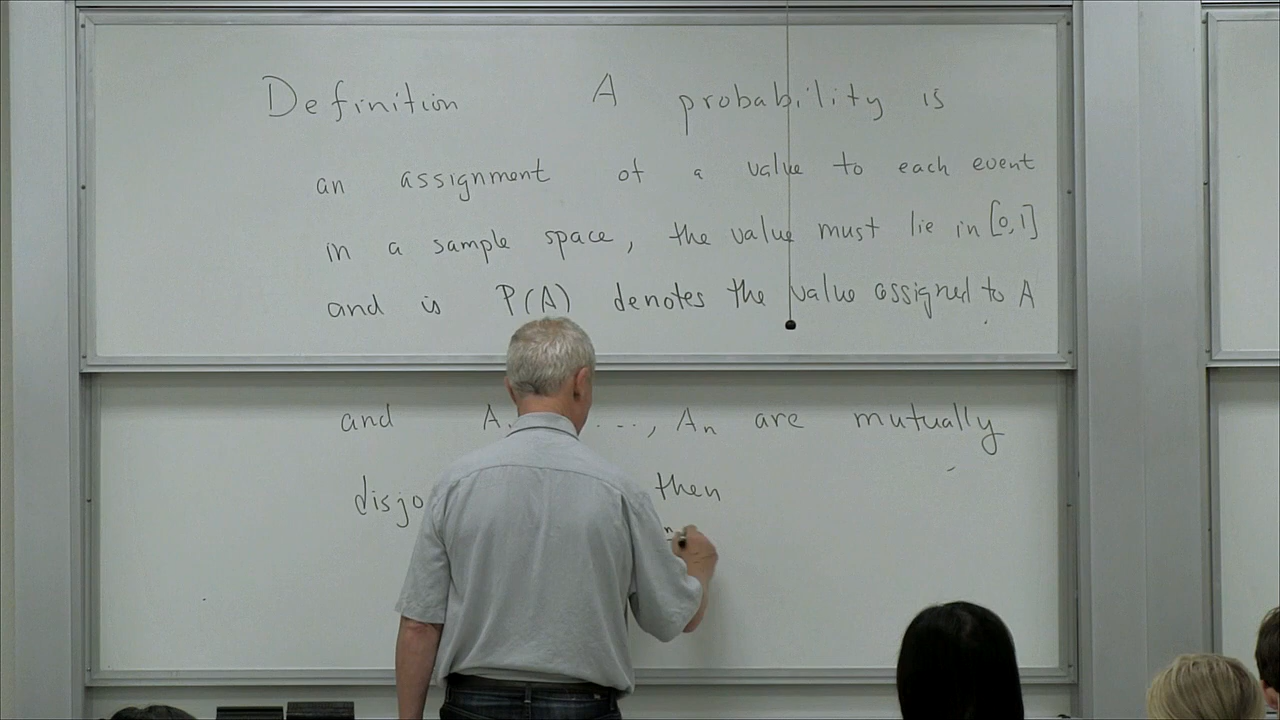 Definition A probability is
an assignment of a value to each event
in a sample space, the value must lie in [0,1]
and is P(A) denotes the value assigned to A
and A ..., An are mutually
disjo then
n